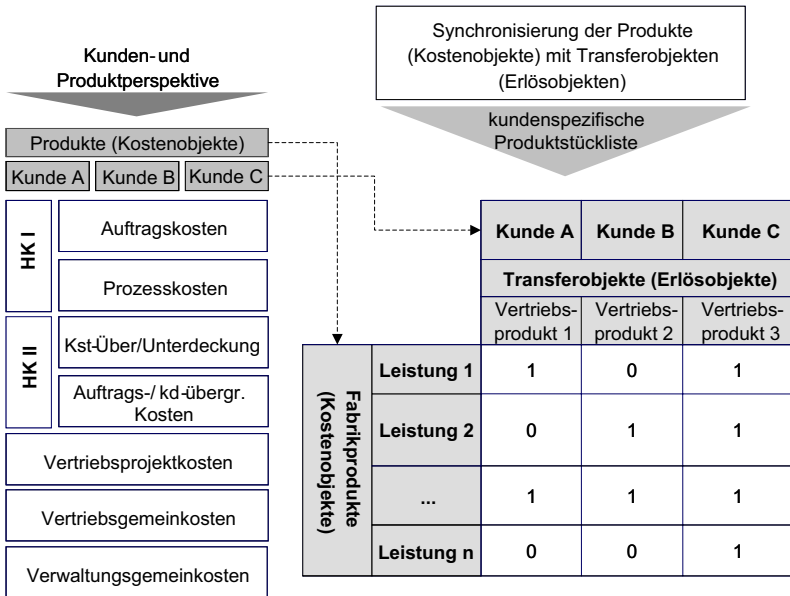 Kunden- und
Produktperspektive
Produkte (Kostenobjekte)
Kunde A
Kunde B
Kunde C
HK I
Auftragskosten
Prozesskosten
HK II
Kst-Über/Unterdeckung
Auftrags-/ kd-übergr.
Kosten
Vertriebsprojektkosten
Vertriebsgemeinkosten
Verwaltungsgemeinkosten
Synchronisierung der Produkte
(Kostenobjekte) mit Transferobjekten
(Erlösobjekten)
kundenspezifische
Produktstückliste
Kunde A
Kunde B
Kunde C
Transferobjekte (Erlösobjekte)
Vertriebs-
produkt 1
Vertriebs-
produkt 2
Vertriebs-
produkt 3
Fabrikprodukte
(Kostenobjekte)
Leistung 1
1
0
1
Leistung 2
0
1
1
...
1
1
1
Leistung n
0
0
1